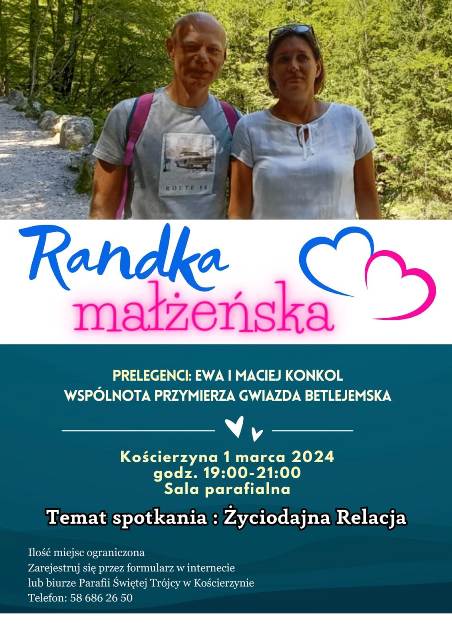 ROUTE 66
Randka
małżeńska
PRELEGENCI: EWA I MACIEJ KONKOL
WSPÓLNOTA PRZYMIERZA GWIAZDA BETLEJEMSKA
Kościerzyna 1 marca 2024
godz. 19:00-21:00
Sala parafialna
Temat spotkania : Życiodajna Relacja
Ilość miejsc ograniczona
Zarejestruj się przez formularz w internecie
lub biurze Parafii Świętej Trójcy w Kościerzynie
Telefon: 58 686 26 50